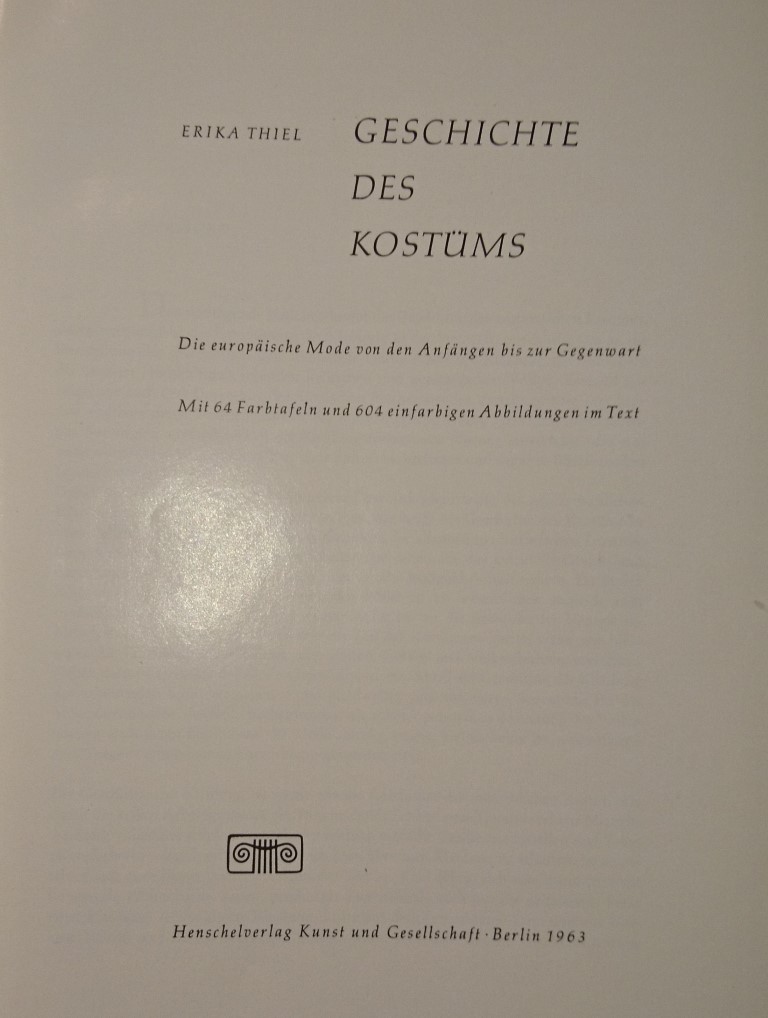 ERIKA THIEL
GESCHICHTE
DES
KOSTÜMS
Die europäische Mode von den Anfängen bis zur Gegenwart
Mit 64 Farbtafeln und 604 einfarbigen Abbildungen im Text
Henschelverlag Kunst und Gesellschaft · Berlin 1963